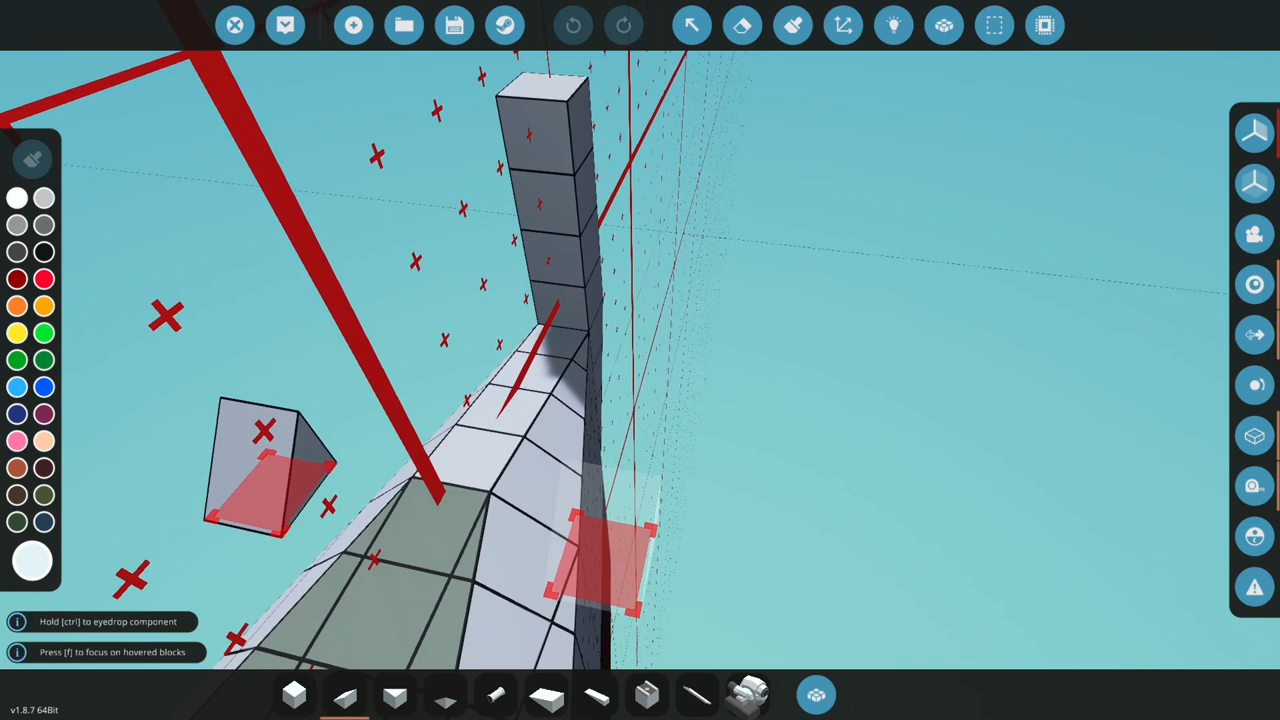 Hold [ctrl] to eyedrop component
Press [f] to focus on hovered blocks
v1.8.7 64Bit